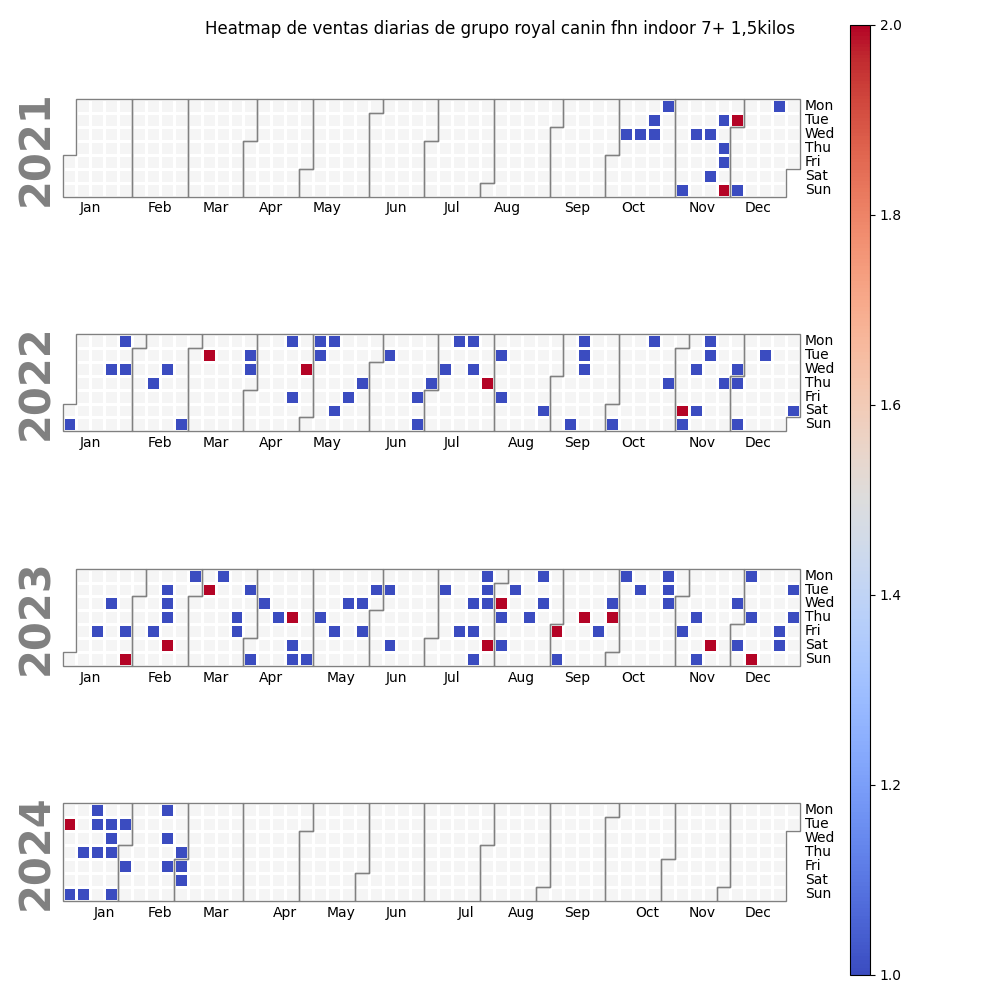 Heatmap de ventas diarias de grupo royal canin fhn indoor 7+ 1,5kilos
2021
Mon
Tue
Wed
Thu
Fri
Sat
Sun
Jan Feb Mar Apr May Jun Jul Aug Sep Oct Nov Dec
2022
Mon
Tue
Wed
Thu
Fri
Sat
Sun
Jan Feb Mar Apr May Jun Jul Aug Sep Oct Nov Dec
2023
Mon
Tue
Wed
Thu
Fri
Sat
Sun
Jan Feb Mar Apr May Jun Jul Aug Sep Oct Nov Dec
2024
Mon
Tue
Wed
Thu
Fri
Sat
Sun
Jan Feb Mar Apr May Jun Jul Aug Sep Oct Nov Dec
2.0
1.8
1.6
1.4
1.2
1.0